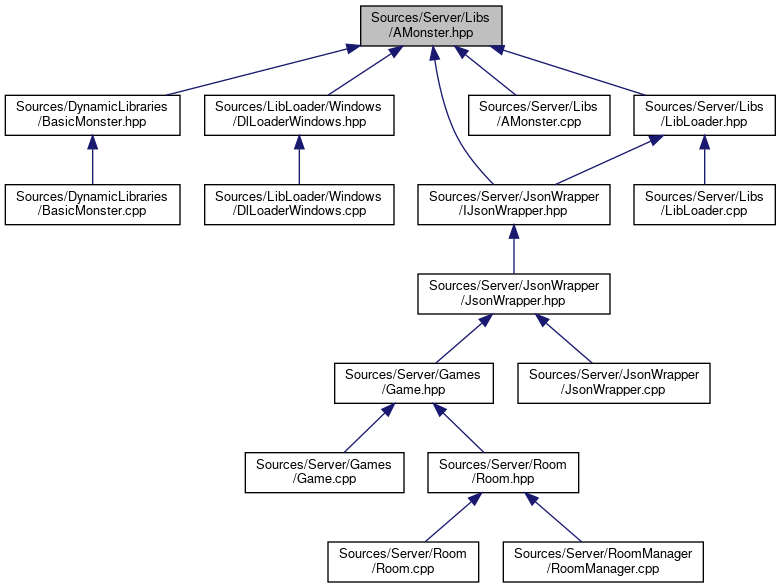 Sources/Server/Libs
/AMonster.hpp
Sources/DynamicLibraries
/BasicMonster.hpp
Sources/LibLoader/Windows
/DlLoaderWindows.hpp
Sources/Server/Libs
/AMonster.cpp
Sources/Server/Libs
/LibLoader.hpp
Sources/DynamicLibraries
/BasicMonster.cpp
Sources/LibLoader/Windows
/DlLoaderWindows.cpp
Sources/Server/JsonWrapper
/IJsonWrapper.hpp
Sources/Server/Libs
/LibLoader.cpp
Sources/Server/JsonWrapper
/JsonWrapper.hpp
Sources/Server/Games
/Game.hpp
Sources/Server/JsonWrapper
/JsonWrapper.cpp
Sources/Server/Games
/Game.cpp
Sources/Server/Room
/Room.hpp
Sources/Server/Room
/Room.cpp
Sources/Server/RoomManager
/RoomManager.cpp